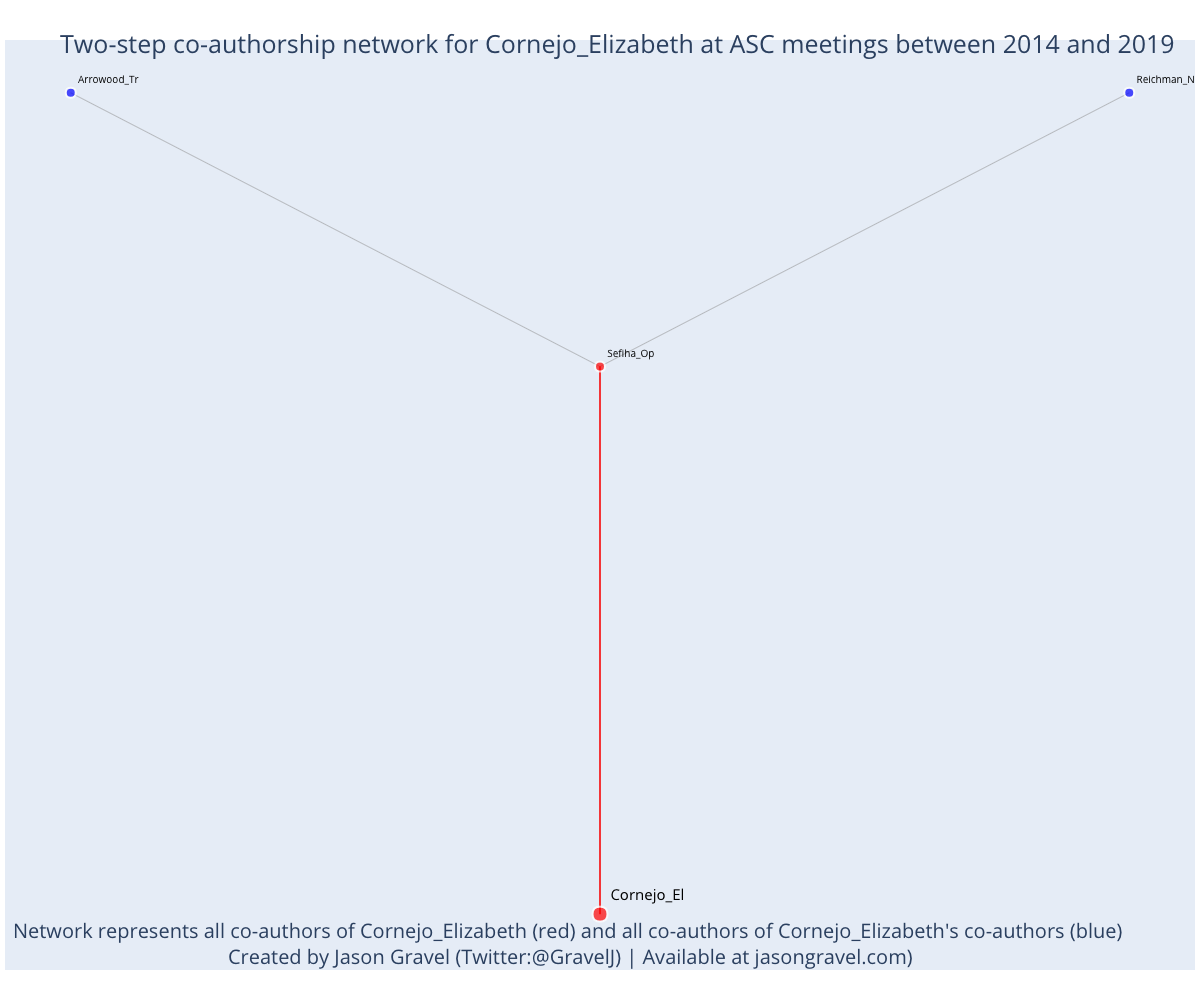 Two-step co-authorship network for Cornejo_Elizabeth at ASC meetings between 2014 and 2019
Arrowood_Tr
Reichman_N
Sefiha_Op
Cornejo_El
Network represents all co-authors of Cornejo_Elizabeth (red) and all co-authors of Cornejo_Elizabeth's co-authors (blue)
Created by Jason Gravel (Twitter:@GravelJ) | Available at jasongravel.com)